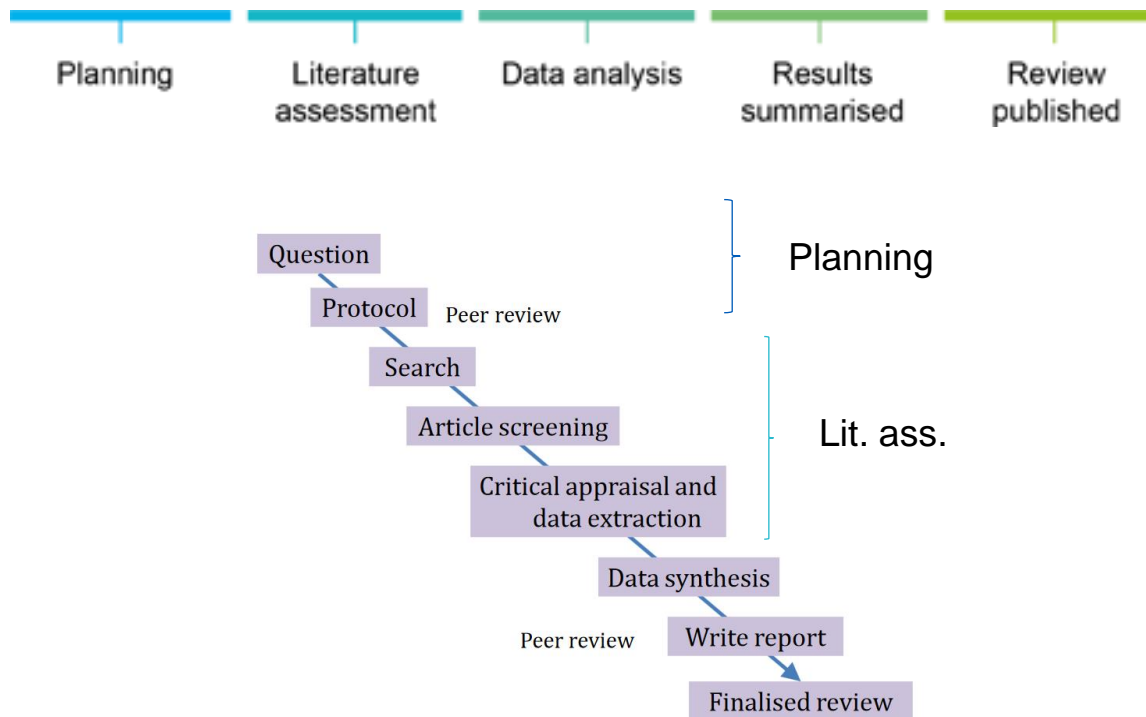 Planning
Literature
assessment
Data analysis
Results
summarised
Review
published
Question
Planning
Protocol
Peer review
Search
Article screening
Lit. ass.
Critical appraisal and
data extraction
Data synthesis
Peer review
Write report
Finalised review